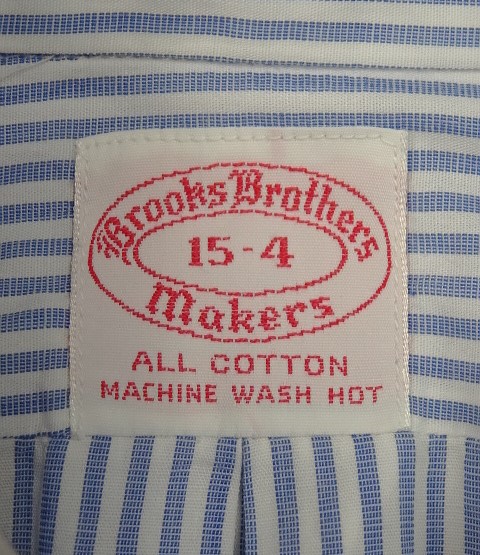 Brooks Brothers
15-4
Makers
ALL COTTON
MACHINE WASH HOT